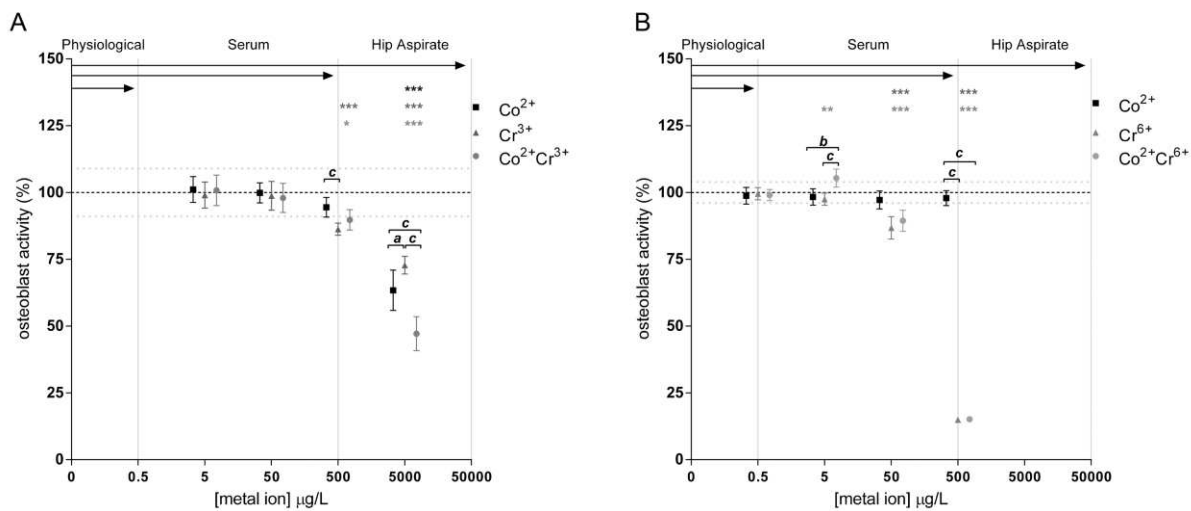 A
Physiological Serum Hip Aspirate
150
125
100
75
50
25
0
osteoblast activity (%)
***
*** ***
* ***
c
c
a c
*
Co2+
Cr3+
Co2+Cr3+
0 0.5 5 50 500 5000 50000
[metal ion] μg/L
B
Physiological Serum Hip Aspirate
150
125
100
75
50
25
0
osteoblast activity (%)
*** ***
** *** ***
b
c
c
c
Co2+
Cr6+
Co2+Cr6+
0 0.5 5 50 500 5000 50000
[metal ion] μg/L